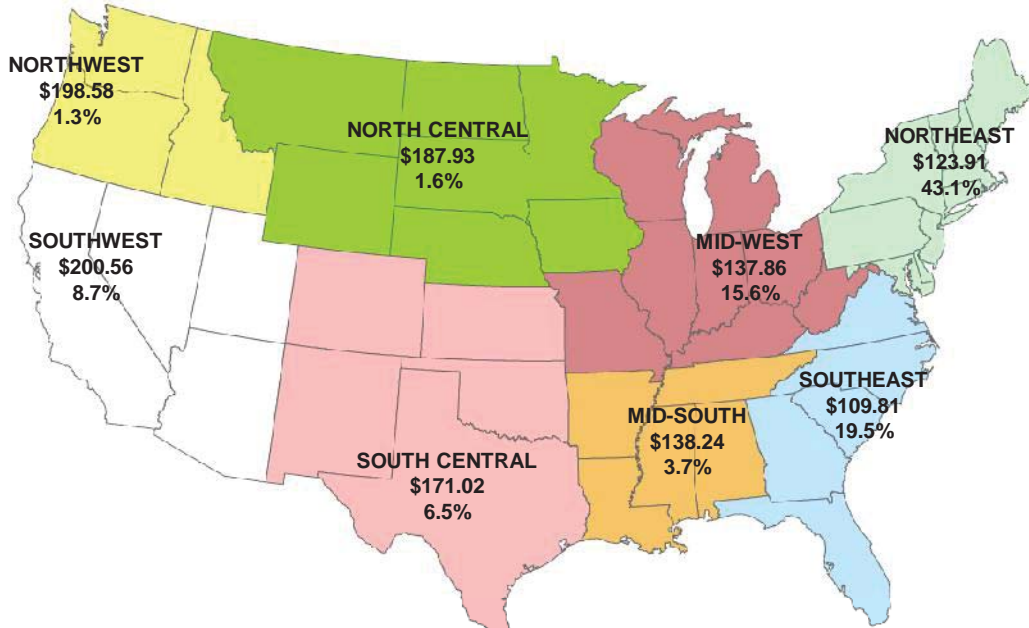 NORTHWEST
$198.58
1.3%
NORTH CENTRAL
$187.93
1.6%
NORTHEAST
$123.91
43.1%
SOUTHWEST
$200.56
8.7%
MID-WEST
$137.86
15.6%
SOUTHEAST
$109.81
19.5%
MID-SOUTH
$138.24
3.7%
SOUTH CENTRAL
$171.02
6.5%